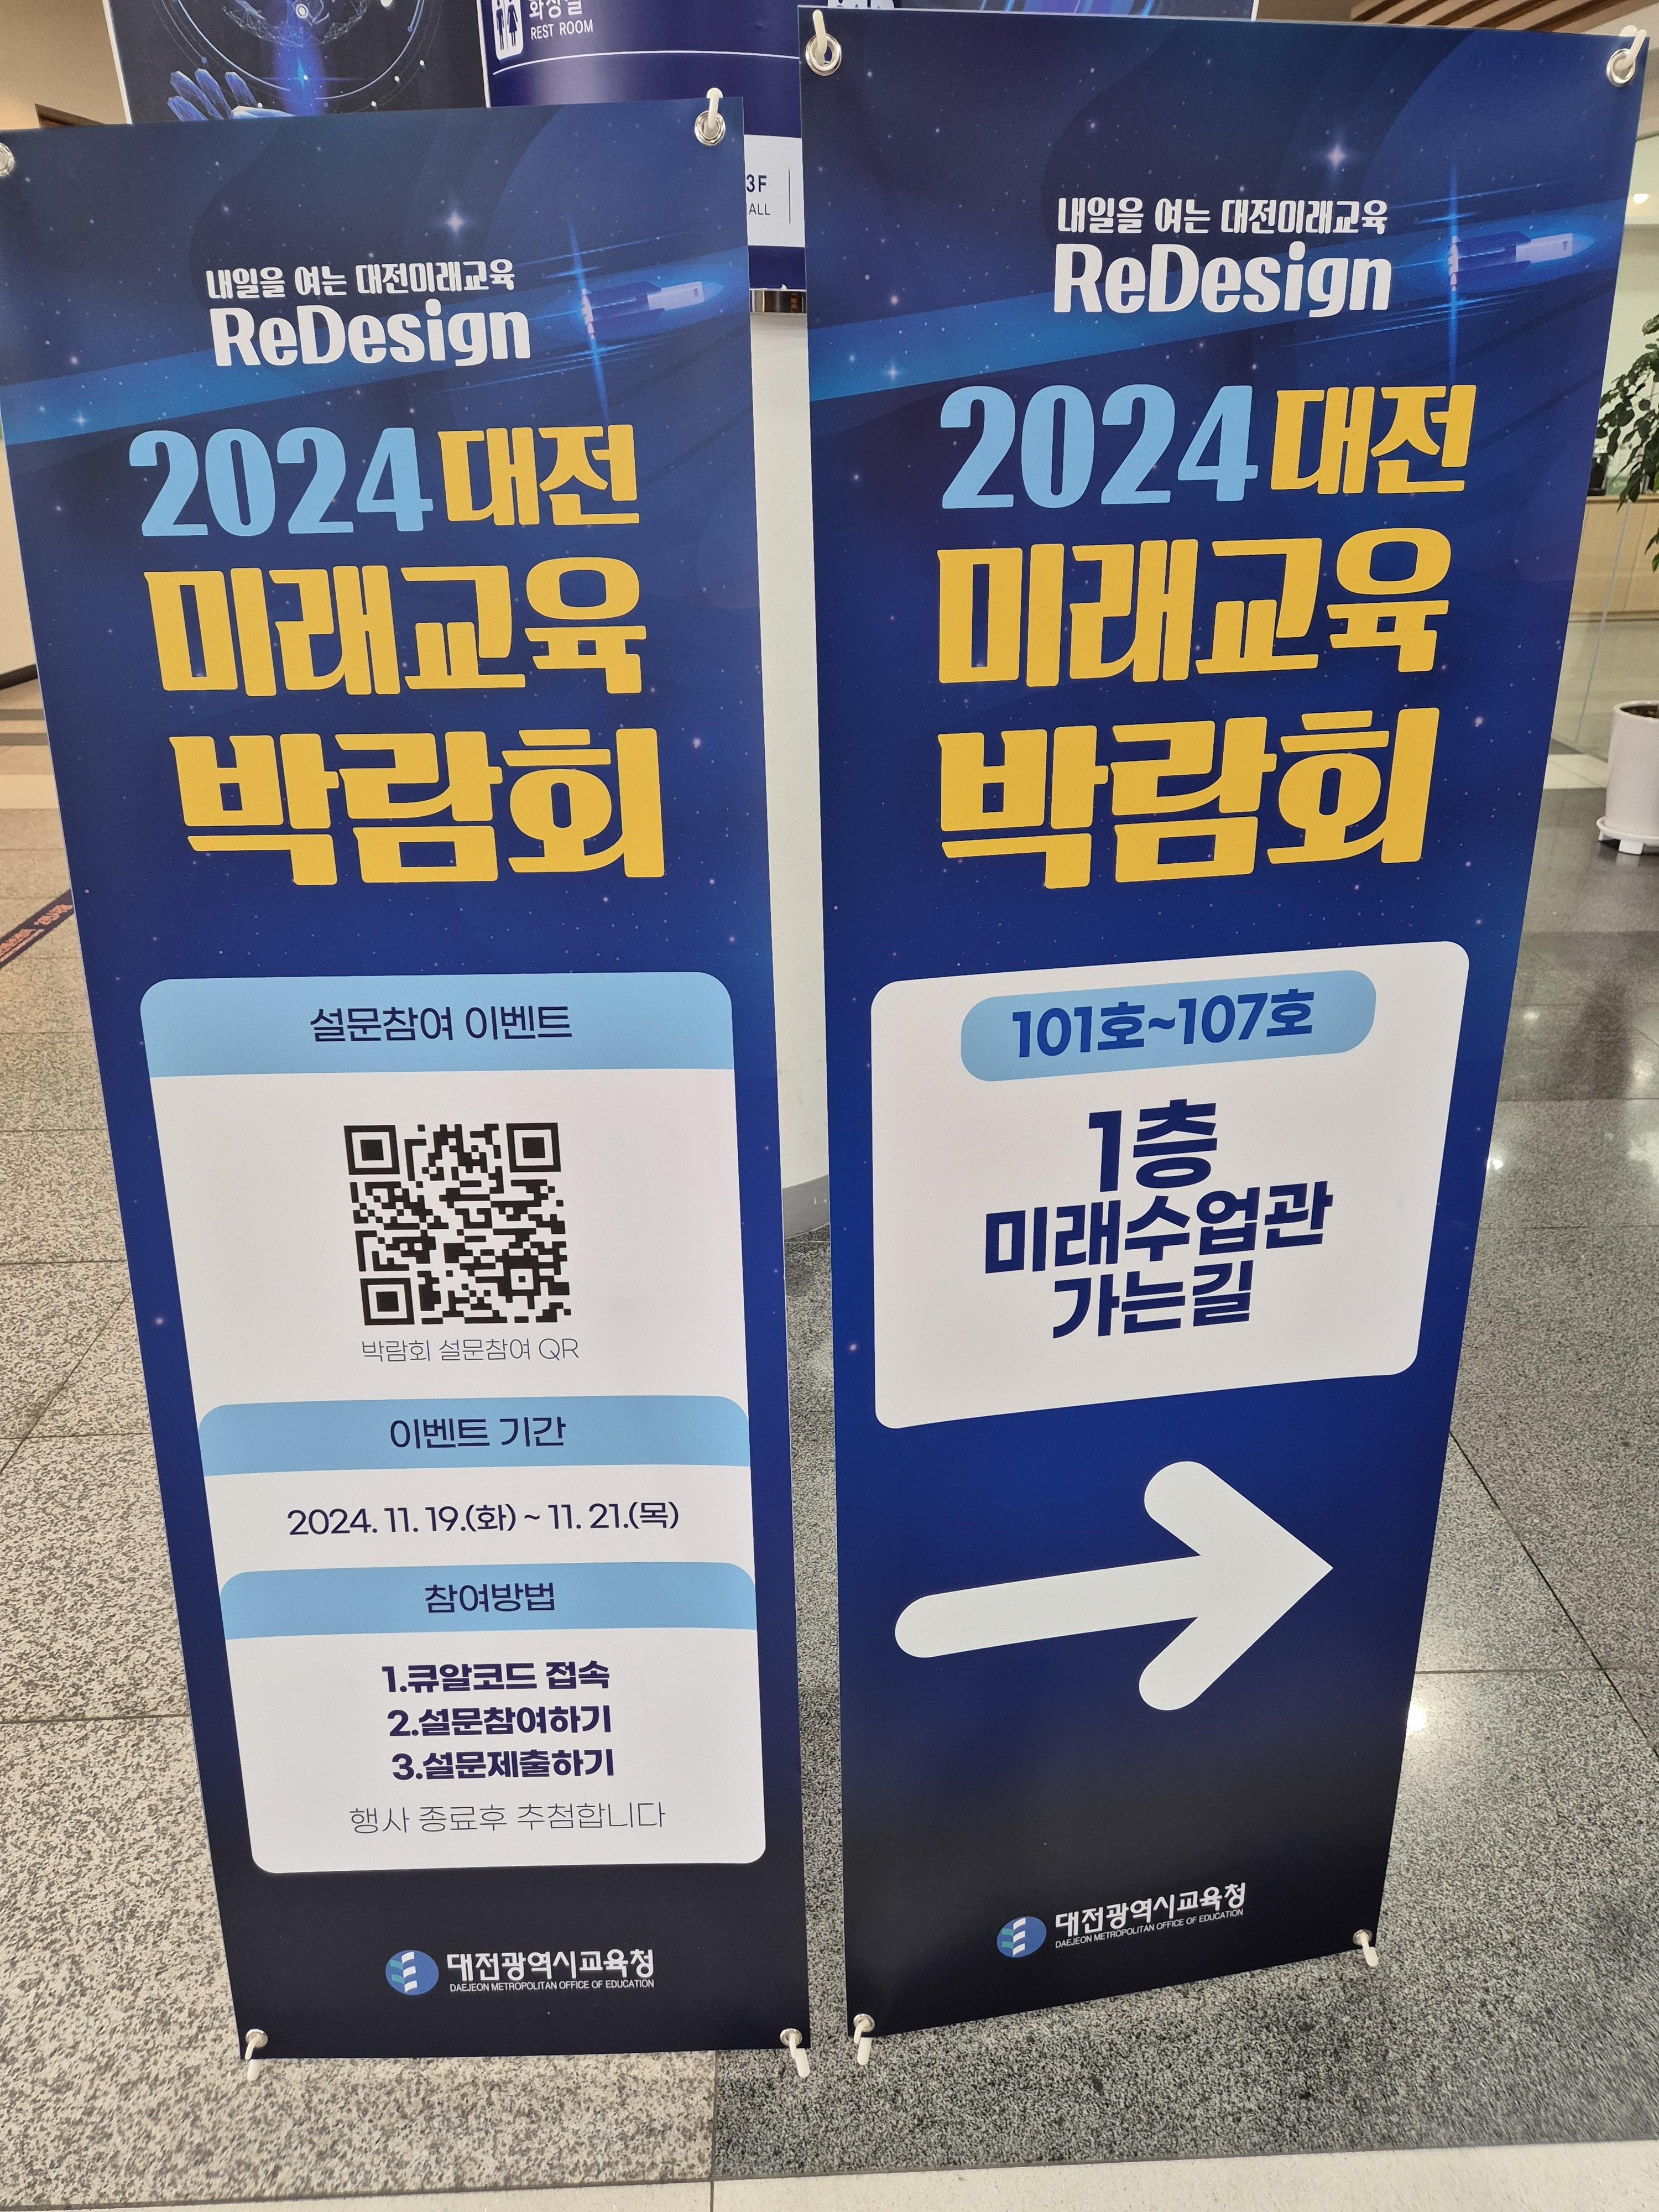 화장실
REST ROOM
3F
내일을 여는 대전미래교육
ReDesign
2024 대전
미래교육
박람회
설문참여 이벤트
박람회 설문참여 QR
이벤트 기간
2024. 11. 19.(화) ~ 11. 21.(목)
참여방법
1.큐알코드 접속
2.설문참여하기
3.설문제출하기
행사 종료후 추첨합니다
대전광역시교육청
DAEJEON METROPOLITAN OFFICE OF EDUCATION
내일을 여는 대전미래교육
ReDesign
2024 대전
미래교육
박람회
101호~107호
1층
미래수업관
가는길
대전광역시교육청
DAEJEON METROPOLITAN OFFICE OF EDUCATION